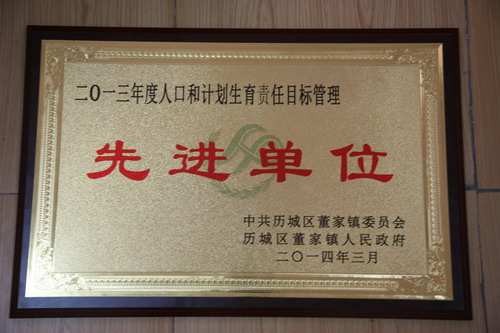 二〇一三年度人口和计划生育责任目标管理
先进单位
中共历城区董家镇委员会
历城区董家镇人民政府
二〇一四年三月